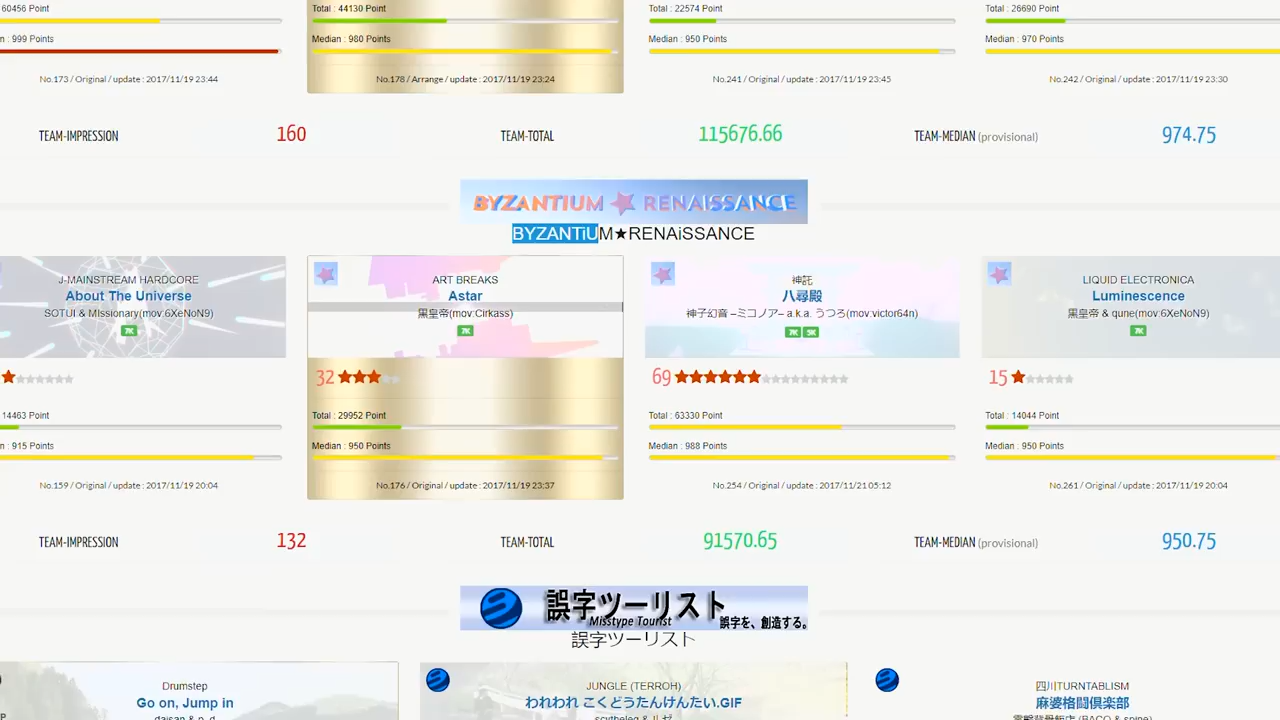 60456 Point
Total : 44130 Point
Total : 22574 Point
Total : 26690 Point
n : 999 Points
Median : 980 Points
Median : 950 Points
Median : 970 Points
No.173 / Original / update : 2017/11/19 23:44
No.178 / Arrange / update : 2017/11/19 23:24
No.241 / Original / update : 2017/11/19 23:45
No.242 / Original / update : 2017/11/19 23:30
TEAM-IMPRESSION
160
TEAM-TOTAL
115676.66
TEAM-MEDIAN (provisional)
974.75
BYZANTIUM ★ RENAISSANCE
BYZANTiUM★RENAiSSANCE
J-MAINSTREAM HARDCORE
About The Universe
SOTUI & MIssionary(mov:6XeNoN9)
7K
ART BREAKS
Astar
黒皇帝(mov:Cirkass)
7K
神託
八尋殿
神子幻音 –ミコノア– a.k.a. うつろ(mov:victor64n)
7K 5K
LIQUID ELECTRONICA
Luminescence
黒皇帝 & qune(mov:6XeNoN9)
7K
32
69
15
14463 Point
Total : 29952 Point
Total : 63330 Point
Total : 14044 Point
n : 915 Points
Median : 950 Points
Median : 988 Points
Median : 950 Points
No.159 / Original / update : 2017/11/19 20:04
No.176 / Original / update : 2017/11/19 23:37
No.254 / Original / update : 2017/11/21 05:12
No.261 / Original / update : 2017/11/19 20:04
TEAM-IMPRESSION
132
TEAM-TOTAL
91570.65
TEAM-MEDIAN (provisional)
950.75
誤字ツーリスト
Misstype Tourist
誤字を、創造する。
誤字ツーリスト
Drumstep
Go on, Jump in
daisan & n_d
JUNGLE (TERROH)
われわれ こくどうたんけんたい.GIF
scytheleg & ルゼ
四川TURNTABLISM
麻婆格闘倶楽部